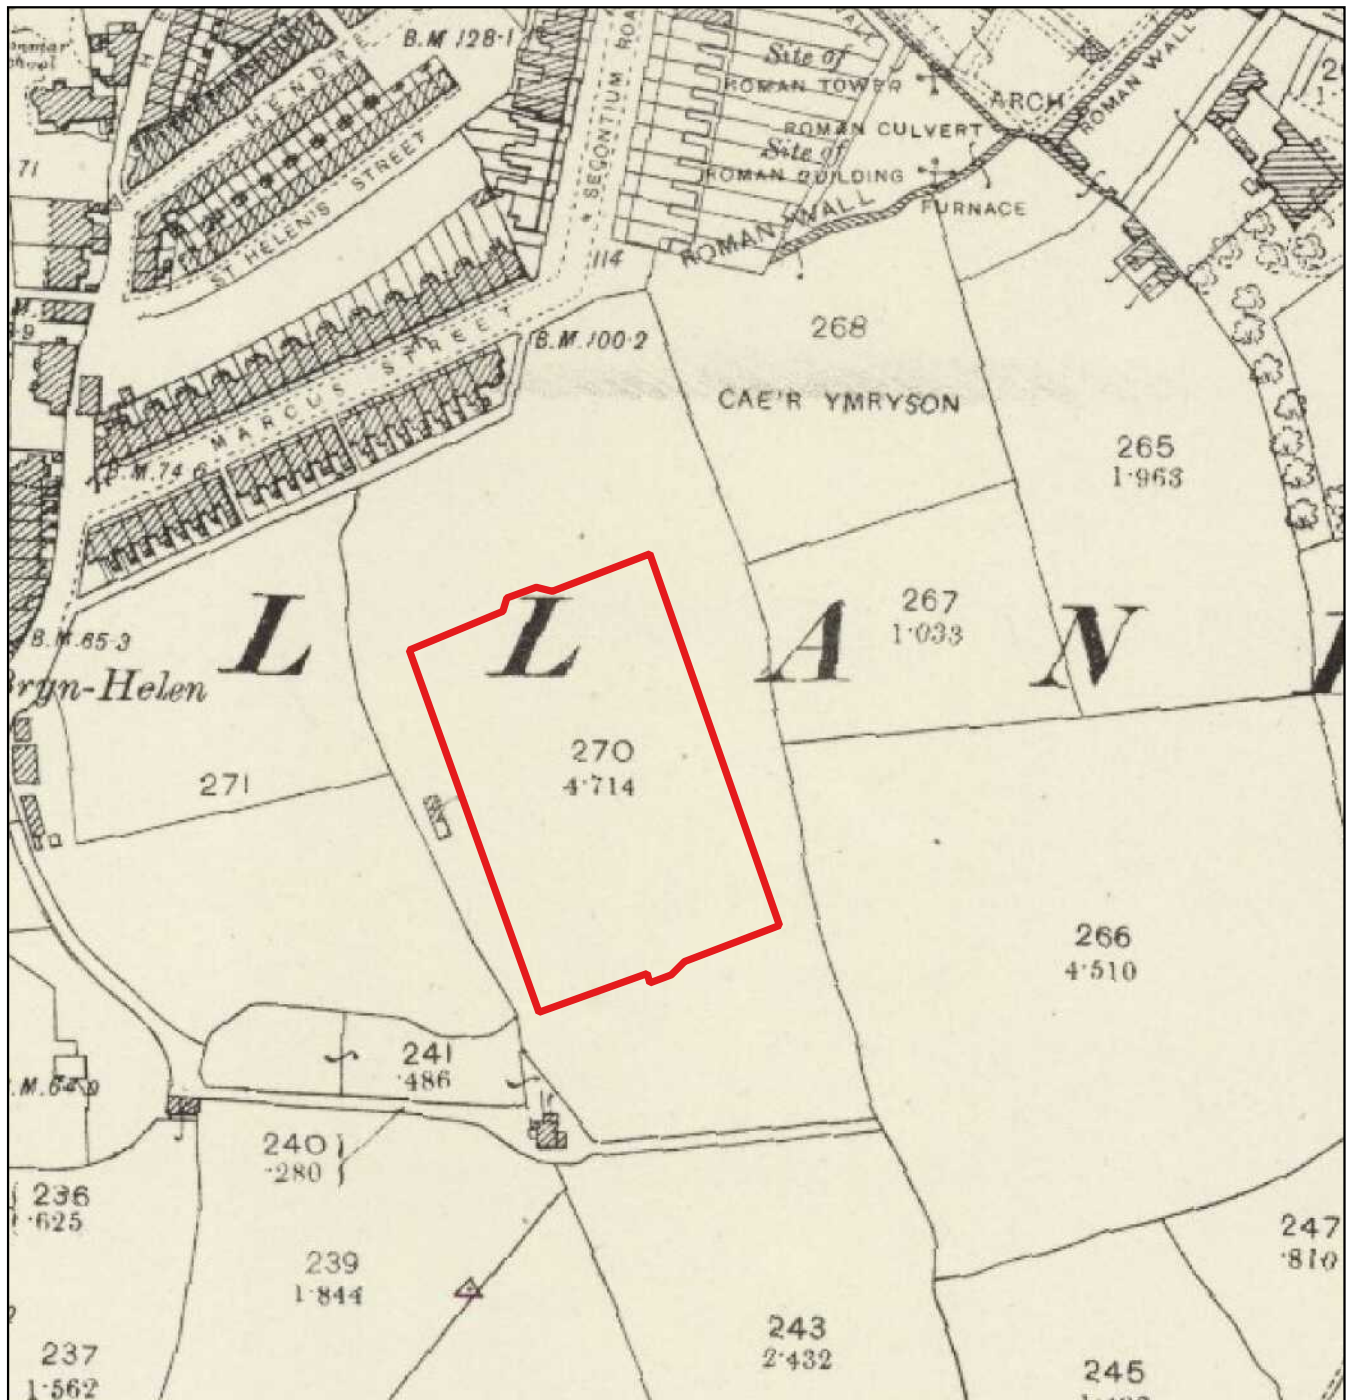 B.M.128·1
HENDRE
SEGONTIUM ROA
WALL
Site of
ROMAN TOWER
ARCH
ROMAN WALL
ROMAN CULVERT
Site of
ROMAN BUILDING
FURNACE
ROMAN WALL
71
ST HELEN'S STREET
114
B.M.100·2
MARCUS STREET
268
CAE'R YMRYSON
265
1·963
B.M.74·6
267
1·033
B.M.65·3
L L A N
Bryn-Helen
270
4·714
271
266
4·510
241
·486
240
·280
236
·625
247
·810
239
1·844
243
2·432
237
1·562
245